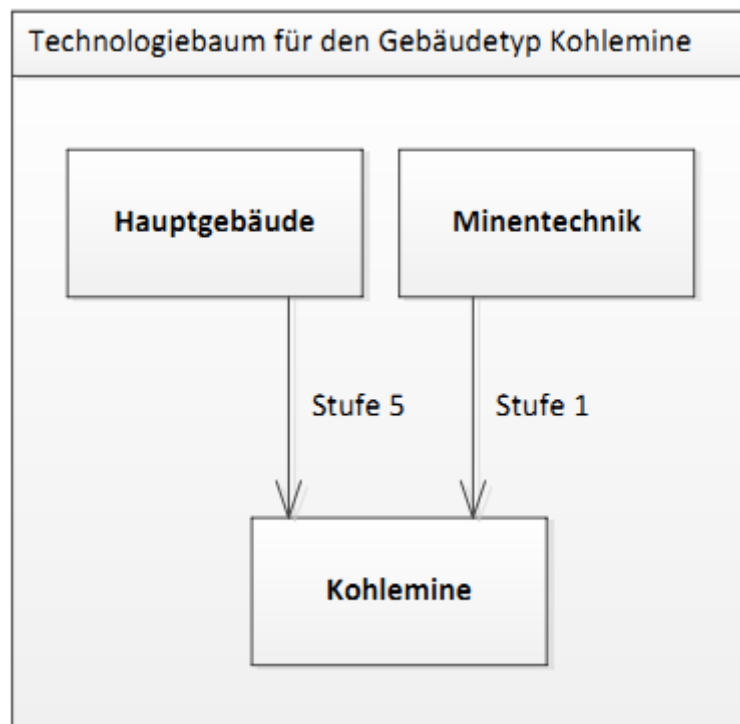 Technologiebaum für den Gebäudetyp Kohlemine
Hauptgebäude
Minentechnik
Stufe 5
Stufe 1
Kohlemine